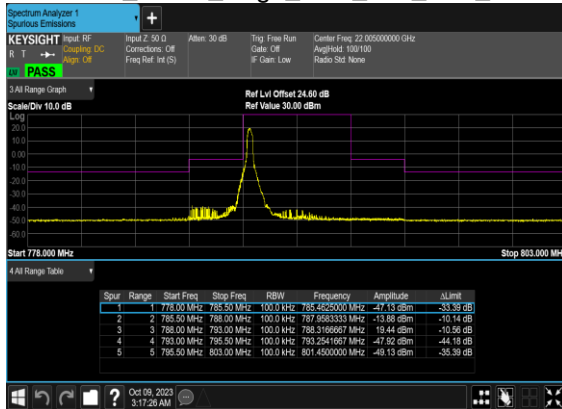 Spectrum Analyzer 1
Spurious Emissions
+
KEYSIGHT Input: RF Input Z: 50 Ω Atten: 30 dB Trig: Free Run Center Freq: 22.005000000 GHz
R T Coupling: DC Corrections: Off Gate: Off Avg|Hold: 100/100
Align: Off Freq Ref: Int (S) IF Gain: Low Radio Std: None
LW PASS
3 All Range Graph
Ref Lvl Offset 24.60 dB
Scale/Div 10.0 dB Ref Value 30.00 dBm
Log
20.0
10.0
0.00
-10.0
-20.0
-30.0
-40.0
-50.0
-60.0
Start 778.000 MHz Stop 803.000 MHz
4 All Range Table
Spur Range Start Freq Stop Freq RBW Frequency Amplitude ΔLimit
1 1 778.00 MHz 785.50 MHz 100.0 kHz 785.4625000 MHz -47.13 dBm -33.39 dB
2 2 785.50 MHz 788.00 MHz 100.0 kHz 787.9583333 MHz -13.88 dBm -10.14 dB
3 3 788.00 MHz 793.00 MHz 100.0 kHz 788.3166667 MHz 19.44 dBm -10.56 dB
4 4 793.00 MHz 795.50 MHz 100.0 kHz 793.2541667 MHz -47.92 dBm -44.18 dB
5 5 795.50 MHz 803.00 MHz 100.0 kHz 801.4500000 MHz -49.13 dBm -35.39 dB
? Oct 09, 2023
3:17:26 AM